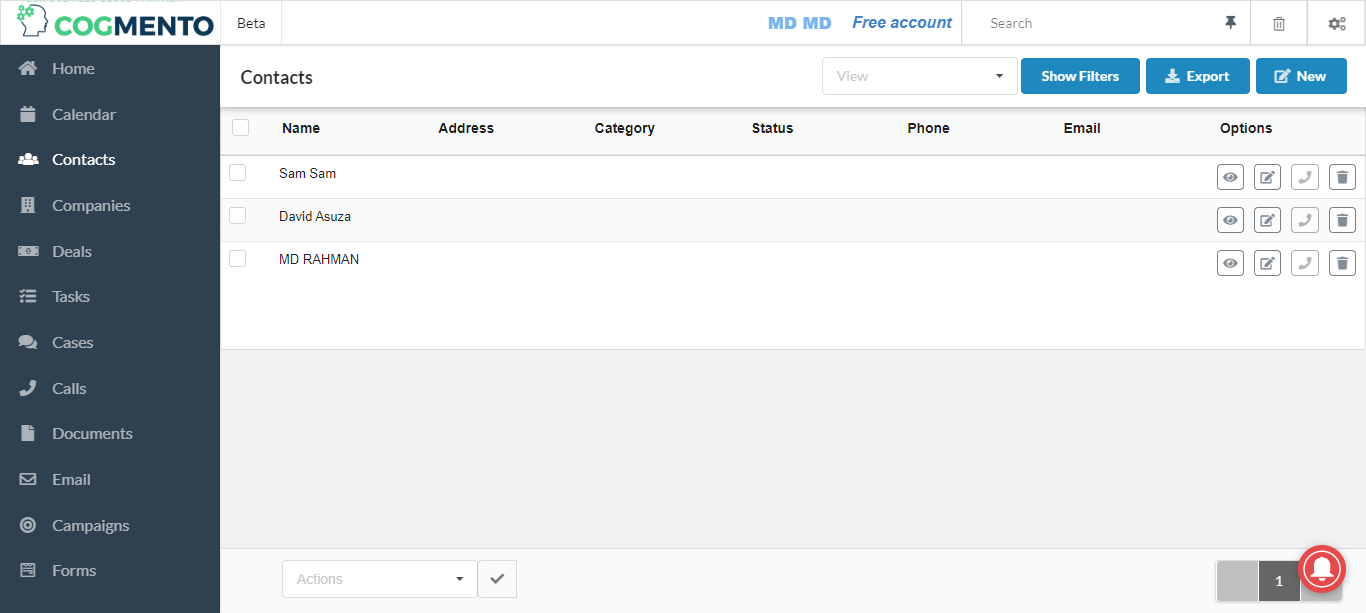 COGMENTO
Beta
MD MD
Free account
Search
Home
Calendar
Contacts
Companies
Deals
Tasks
Cases
Calls
Documents
Email
Campaigns
Forms
Contacts
View
Show Filters
Export
New
Name Address Category Status Phone Email Options
Sam Sam
David Asuza
MD RAHMAN
Actions
1